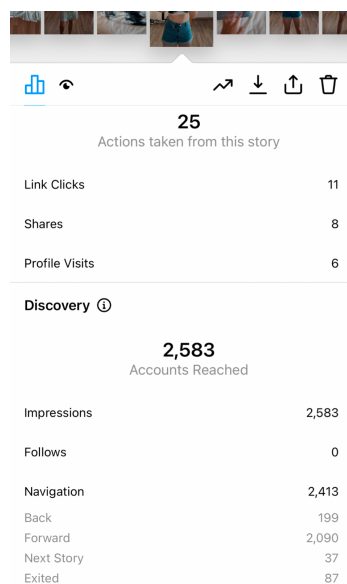 25
Actions taken from this story
Link Clicks 11
Shares 8
Profile Visits 6
Discovery
2,583
Accounts Reached
Impressions 2,583
Follows 0
Navigation 2,413
Back 199
Forward 2,090
Next Story 37
Exited 87